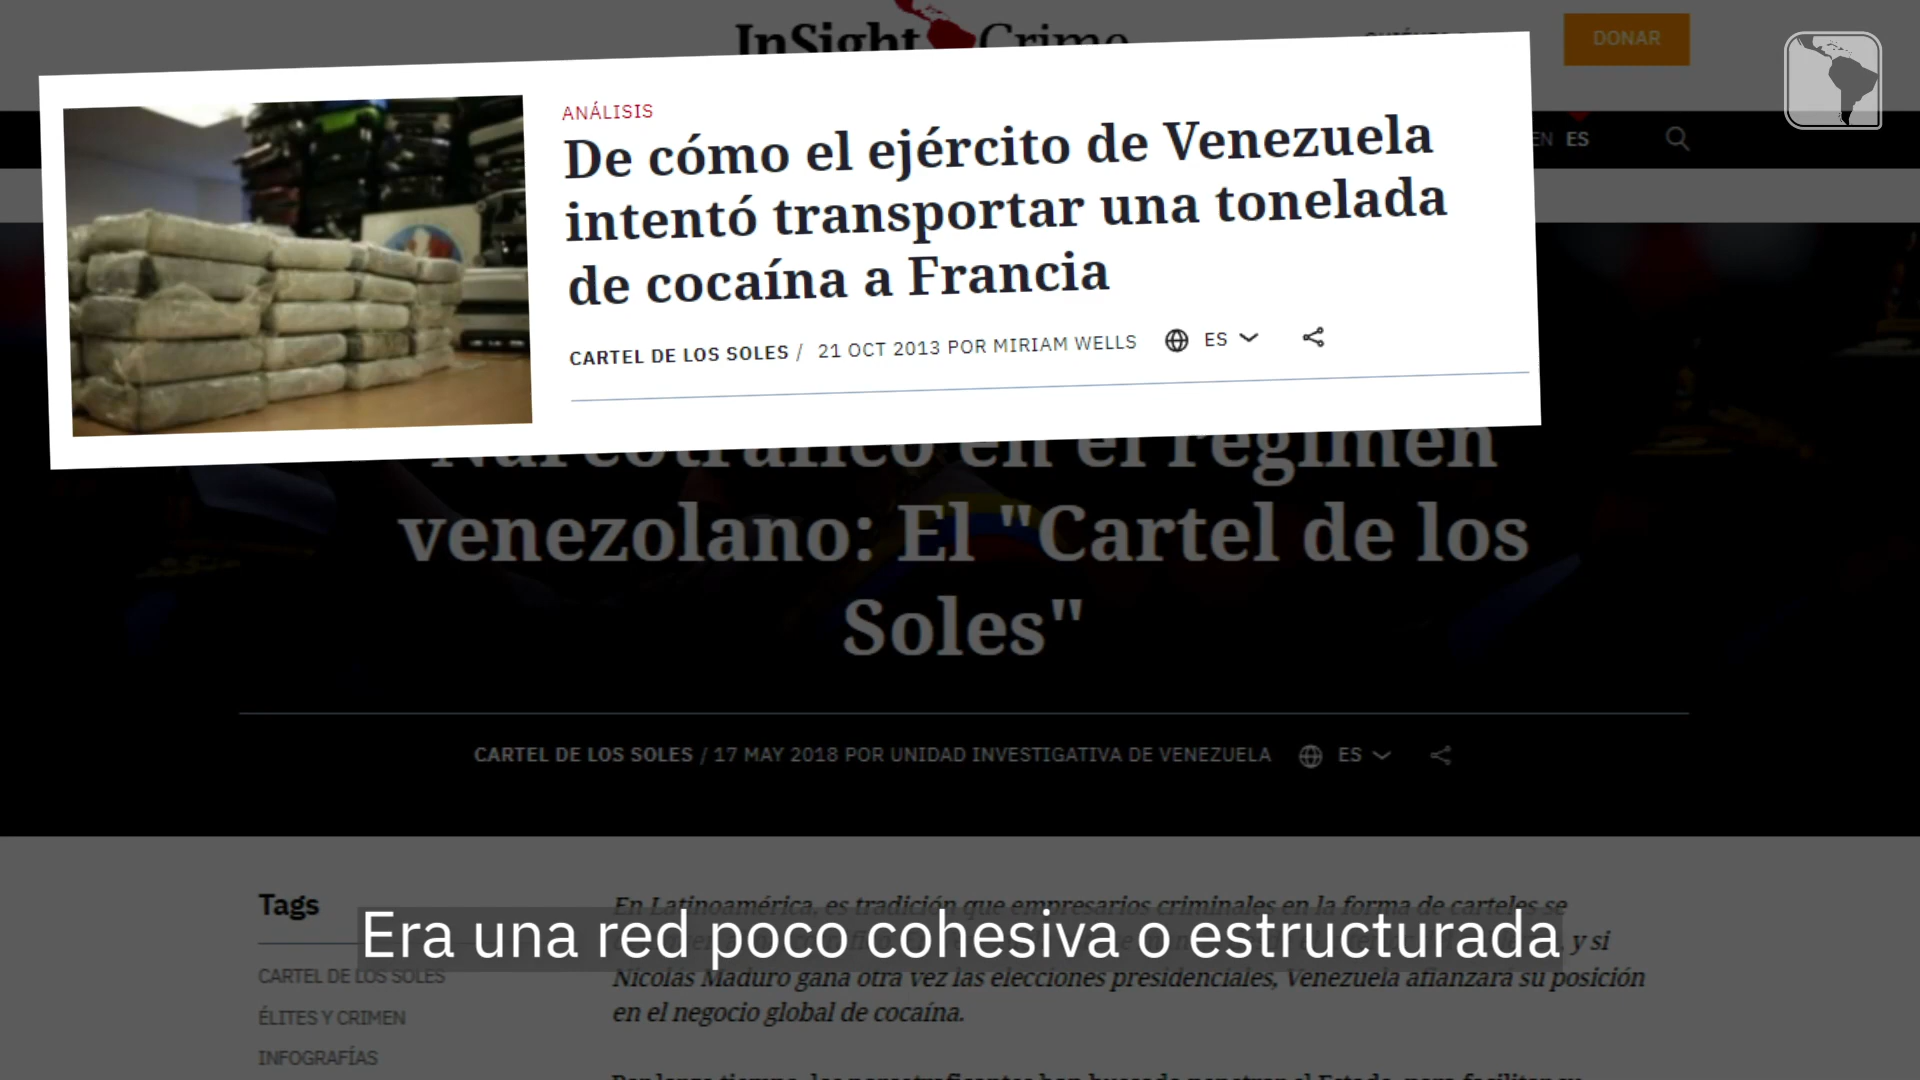 InSight Crime
DONAR
EN ES
ANÁLISIS
De cómo el ejército de Venezuela
intentó transportar una tonelada
de cocaína a Francia
CARTEL DE LOS SOLES / 21 OCT 2013 POR MIRIAM WELLS ES
Narcotráfico en el régimen
venezolano: El "Cartel de los
Soles"
CARTEL DE LOS SOLES / 17 MAY 2018 POR UNIDAD INVESTIGATIVA DE VENEZUELA ES
Tags
CARTEL DE LOS SOLES
ÉLITES Y CRIMEN
INFOGRAFÍAS
En Latinoamérica, es tradición que empresarios criminales en la forma de carteles se
, y si
Nicolás Maduro gana otra vez las elecciones presidenciales, Venezuela afianzará su posición
en el negocio global de cocaína.
Era una red poco cohesiva o estructurada